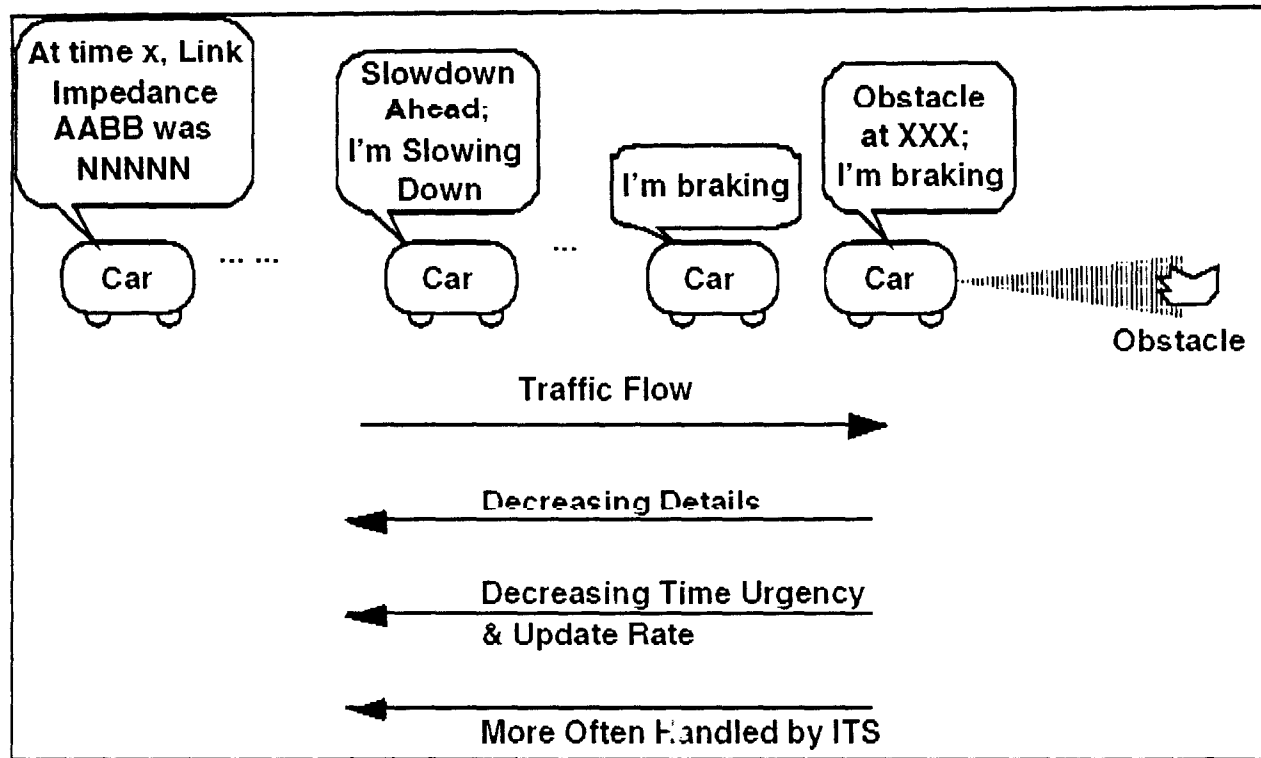 At time x, Link
Impedance
AABB was
NNNNN
Slowdown
Ahead;
I'm Slowing
Down
I'm braking
Obstacle
at XXX;
I'm braking
Car
... ...
Car
...
Car
Car
Obstacle
Traffic Flow
Decreasing Details
Decreasing Time Urgency
& Update Rate
More Often Handled by ITS